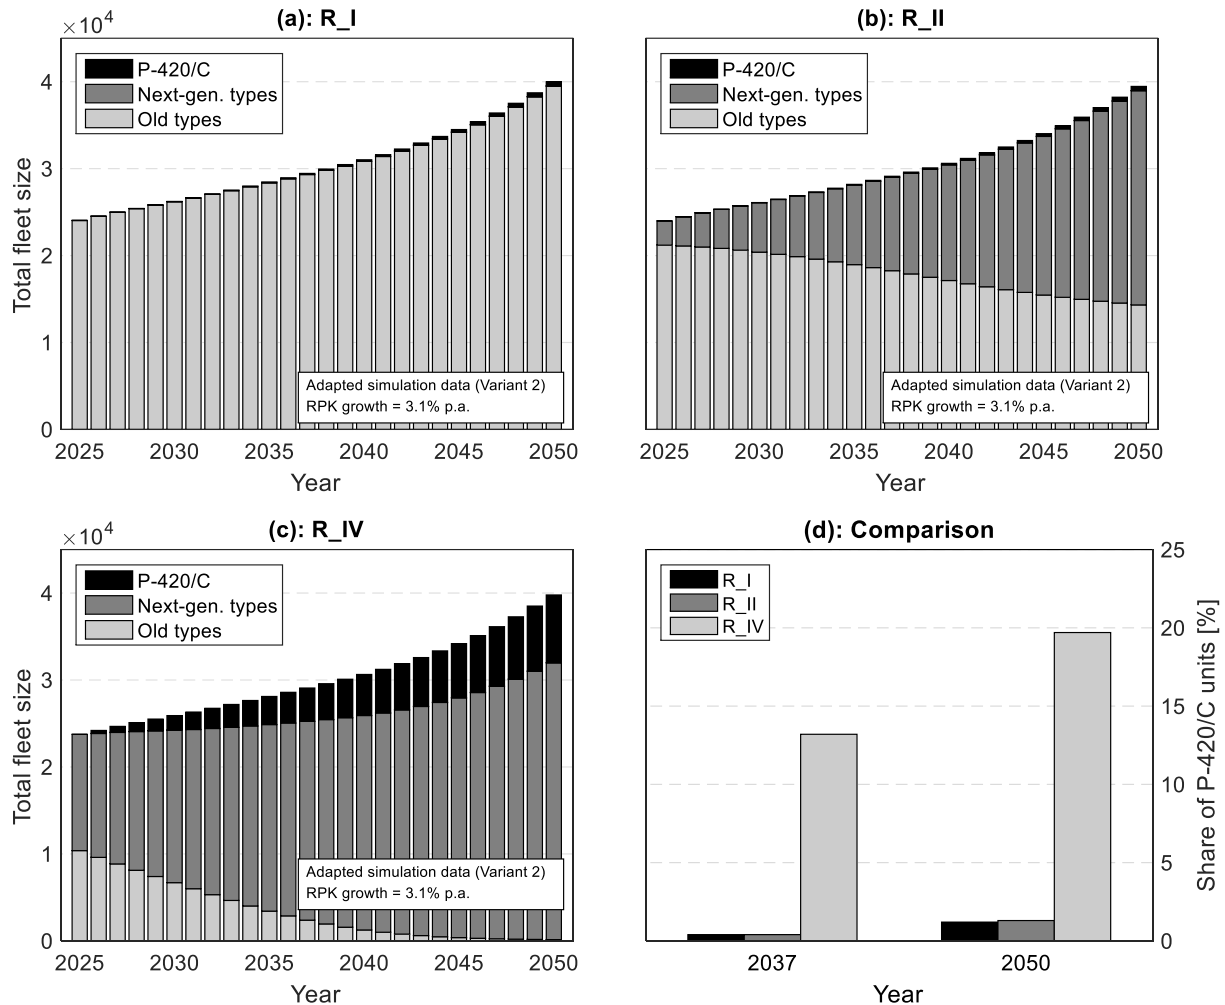 (a): R_I
×10⁴
P-420/C
Next-gen. types
Old types
4
3
2
1
0
Total fleet size
Adapted simulation data (Variant 2)
RPK growth = 3.1% p.a.
2025 2030 2035 2040 2045 2050
Year
(b): R_II
P-420/C
Next-gen. types
Old types
Adapted simulation data (Variant 2)
RPK growth = 3.1% p.a.
2025 2030 2035 2040 2045 2050
Year
(c): R_IV
×10⁴
P-420/C
Next-gen. types
Old types
4
3
2
1
0
Total fleet size
Adapted simulation data (Variant 2)
RPK growth = 3.1% p.a.
2025 2030 2035 2040 2045 2050
Year
(d): Comparison
R_I
R_II
R_IV
25
20
15
10
5
0
Share of P-420/C units [%]
2037 2050
Year